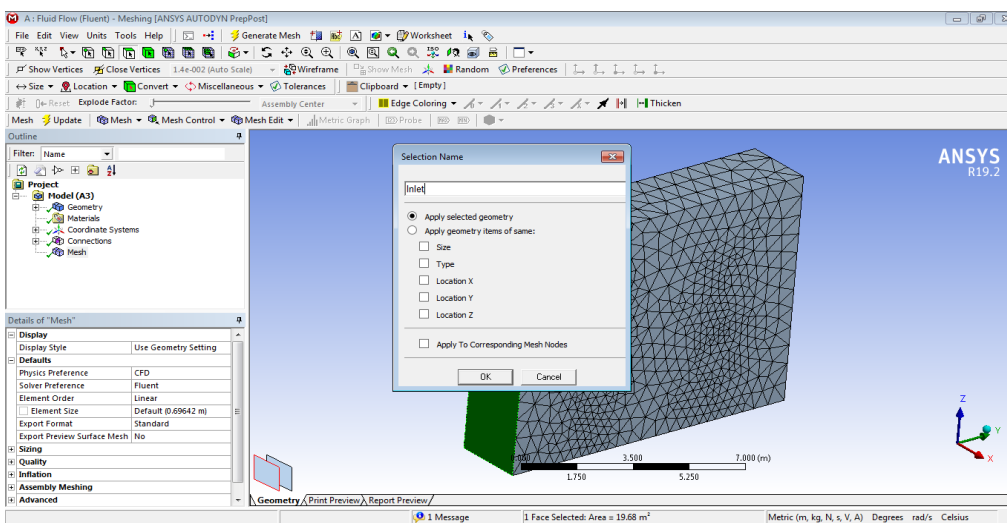 A : Fluid Flow (Fluent) - Meshing [ANSYS AUTODYN PrepPost]
File Edit View Units Tools Help Generate Mesh Worksheet
Show Vertices Close Vertices 1.4e-002 (Auto Scale) Wireframe Show Mesh Random Preferences
Size Location Convert Miscellaneous Tolerances Clipboard [Empty]
Reset Explode Factor: Assembly Center Edge Coloring Thicken
Mesh Update Mesh Mesh Control Mesh Edit Metric Graph Probe
Outline
Filter: Name
Project
Model (A3)
Geometry
Materials
Coordinate Systems
Connections
Mesh
Details of "Mesh"
Display
Display Style Use Geometry Setting
Defaults
Physics Preference CFD
Solver Preference Fluent
Element Order Linear
Element Size Default (0.69642 m)
Export Format Standard
Export Preview Surface Mesh No
Sizing
Quality
Inflation
Assembly Meshing
Advanced
Selection Name
Inlet
Apply selected geometry
Apply geometry items of same:
Size
Type
Location X
Location Y
Location Z
Apply To Corresponding Mesh Nodes
OK Cancel
ANSYS
R19.2
Z
Y
X
0.000 3.500 7.000 (m)
1.750 5.250
Geometry Print Preview Report Preview
1 Message 1 Face Selected: Area = 19.68 m² Metric (m, kg, N, s, V, A) Degrees rad/s Celsius